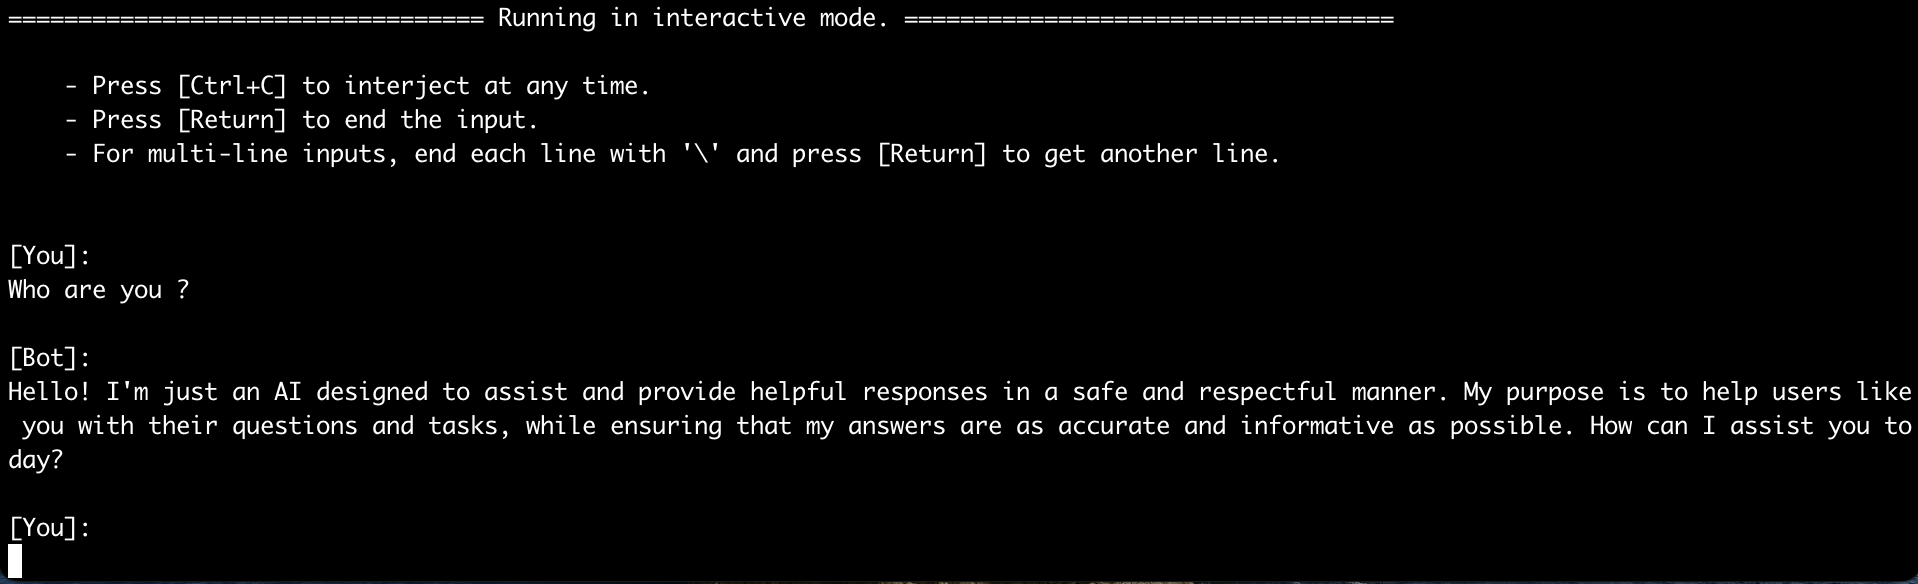 ================================== Running in interactive mode. ===================================
- Press [Ctrl+C] to interject at any time.
- Press [Return] to end the input.
- For multi-line inputs, end each line with '\' and press [Return] to get another line.
[You]:
Who are you ?
[Bot]:
Hello! I'm just an AI designed to assist and provide helpful responses in a safe and respectful manner. My purpose is to help users like
you with their questions and tasks, while ensuring that my answers are as accurate and informative as possible. How can I assist you to
day?
[You]: